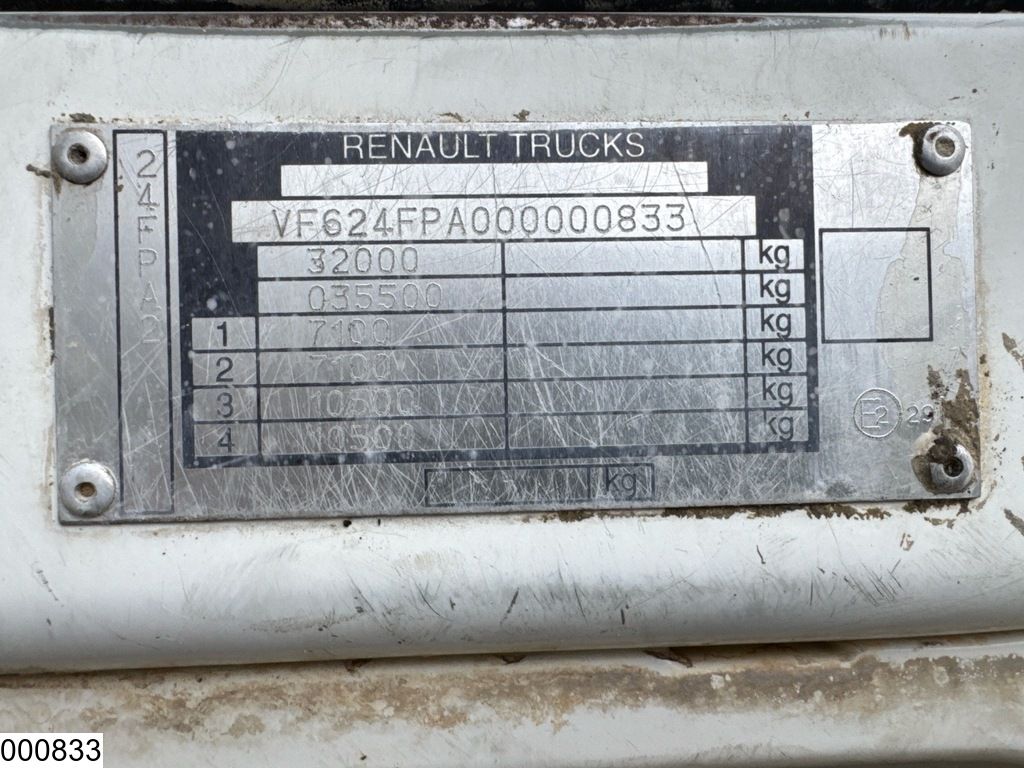 24FPA2
RENAULT TRUCKS
VF624FPA000000833
32000 kg
035500 kg
1 7100 kg
2 7100 kg
3 10500 kg
4 10500 kg
kg
E2 29
000833